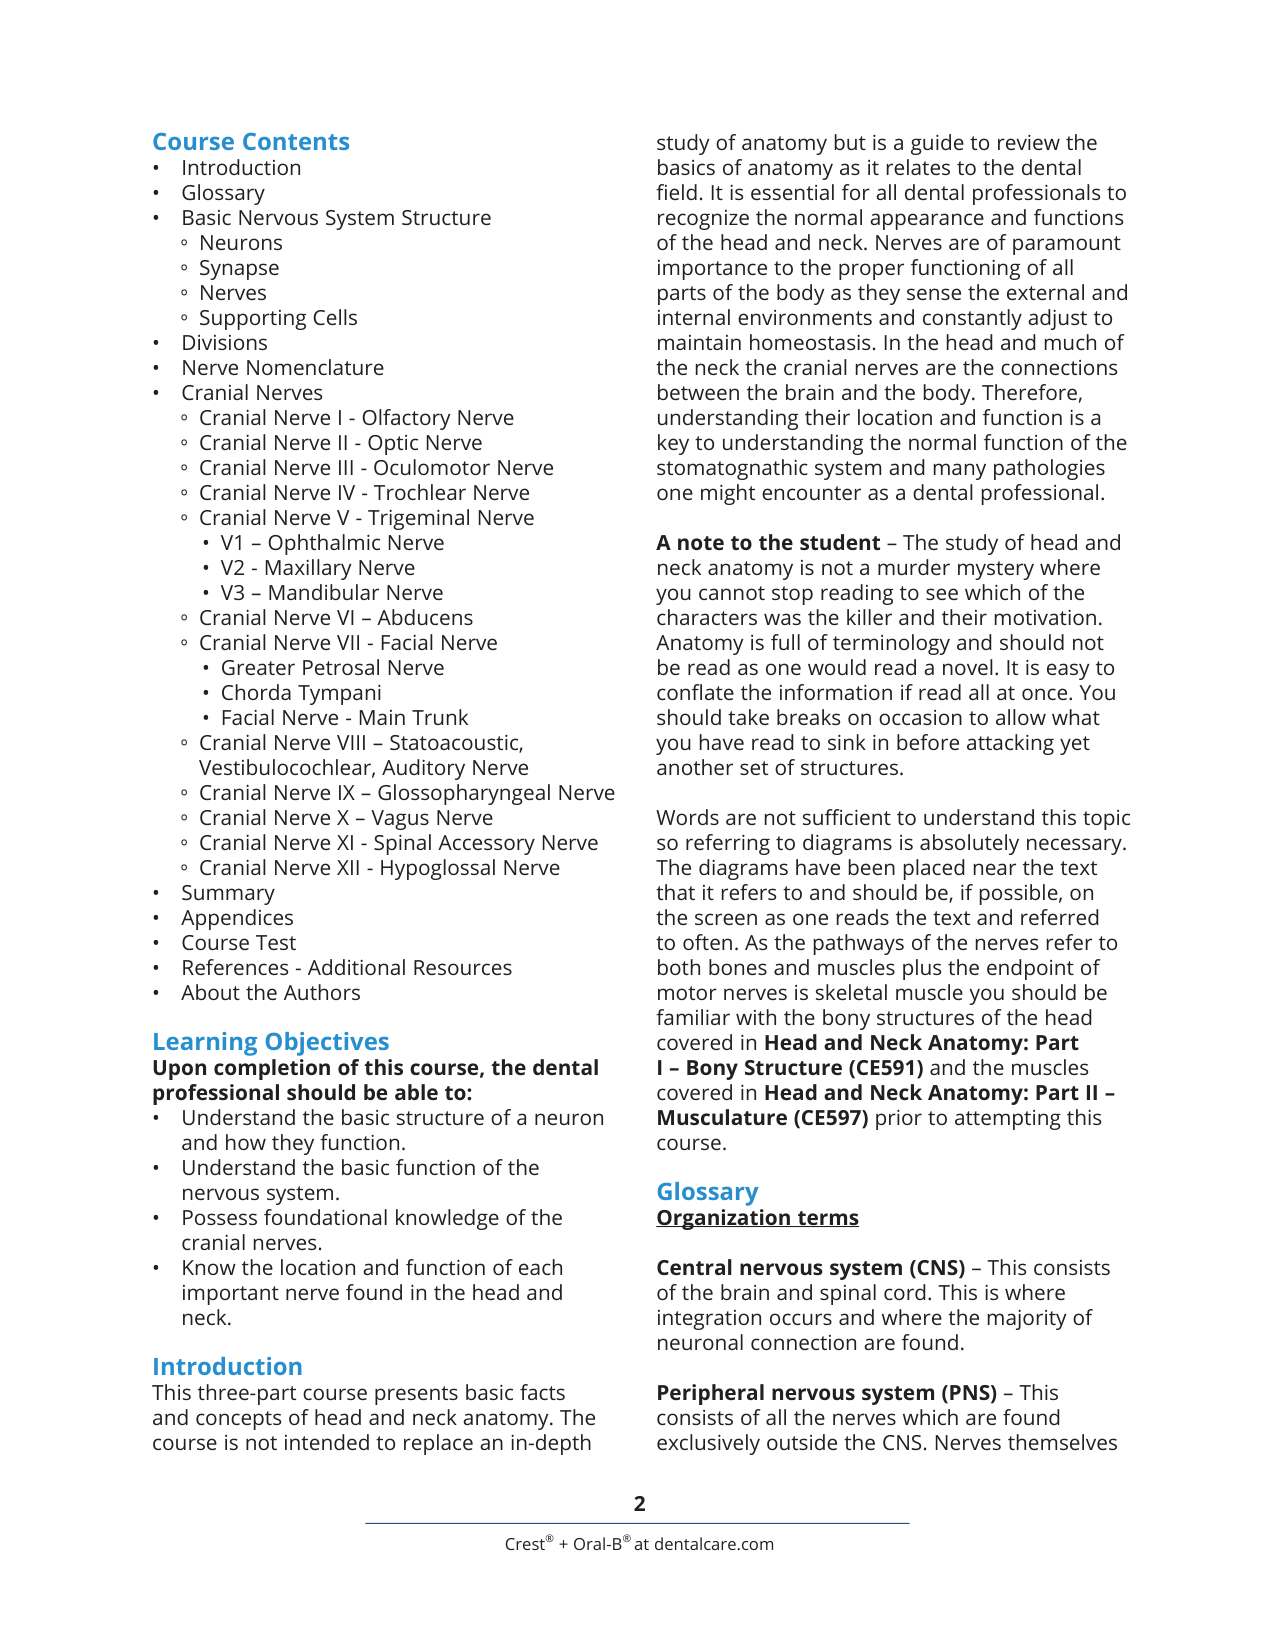 Course Contents
• Introduction
• Glossary
• Basic Nervous System Structure
◦ Neurons
◦ Synapse
◦ Nerves
◦ Supporting Cells
• Divisions
• Nerve Nomenclature
• Cranial Nerves
◦ Cranial Nerve I - Olfactory Nerve
◦ Cranial Nerve II - Optic Nerve
◦ Cranial Nerve III - Oculomotor Nerve
◦ Cranial Nerve IV - Trochlear Nerve
◦ Cranial Nerve V - Trigeminal Nerve
• V1 – Ophthalmic Nerve
• V2 - Maxillary Nerve
• V3 – Mandibular Nerve
◦ Cranial Nerve VI – Abducens
◦ Cranial Nerve VII - Facial Nerve
• Greater Petrosal Nerve
• Chorda Tympani
• Facial Nerve - Main Trunk
◦ Cranial Nerve VIII – Statoacoustic,
Vestibulocochlear, Auditory Nerve
◦ Cranial Nerve IX – Glossopharyngeal Nerve
◦ Cranial Nerve X – Vagus Nerve
◦ Cranial Nerve XI - Spinal Accessory Nerve
◦ Cranial Nerve XII - Hypoglossal Nerve
• Summary
• Appendices
• Course Test
• References - Additional Resources
• About the Authors
Learning Objectives
Upon completion of this course, the dental
professional should be able to:
• Understand the basic structure of a neuron
and how they function.
• Understand the basic function of the
nervous system.
• Possess foundational knowledge of the
cranial nerves.
• Know the location and function of each
important nerve found in the head and
neck.
Introduction
This three-part course presents basic facts
and concepts of head and neck anatomy. The
course is not intended to replace an in-depth
study of anatomy but is a guide to review the
basics of anatomy as it relates to the dental
field. It is essential for all dental professionals to
recognize the normal appearance and functions
of the head and neck. Nerves are of paramount
importance to the proper functioning of all
parts of the body as they sense the external and
internal environments and constantly adjust to
maintain homeostasis. In the head and much of
the neck the cranial nerves are the connections
between the brain and the body. Therefore,
understanding their location and function is a
key to understanding the normal function of the
stomatognathic system and many pathologies
one might encounter as a dental professional.
A note to the student – The study of head and
neck anatomy is not a murder mystery where
you cannot stop reading to see which of the
characters was the killer and their motivation.
Anatomy is full of terminology and should not
be read as one would read a novel. It is easy to
conflate the information if read all at once. You
should take breaks on occasion to allow what
you have read to sink in before attacking yet
another set of structures.
Words are not sufficient to understand this topic
so referring to diagrams is absolutely necessary.
The diagrams have been placed near the text
that it refers to and should be, if possible, on
the screen as one reads the text and referred
to often. As the pathways of the nerves refer to
both bones and muscles plus the endpoint of
motor nerves is skeletal muscle you should be
familiar with the bony structures of the head
covered in Head and Neck Anatomy: Part
I – Bony Structure (CE591) and the muscles
covered in Head and Neck Anatomy: Part II –
Musculature (CE597) prior to attempting this
course.
Glossary
Organization terms
Central nervous system (CNS) – This consists
of the brain and spinal cord. This is where
integration occurs and where the majority of
neuronal connection are found.
Peripheral nervous system (PNS) – This
consists of all the nerves which are found
exclusively outside the CNS. Nerves themselves
2
Crest® + Oral-B® at dentalcare.com